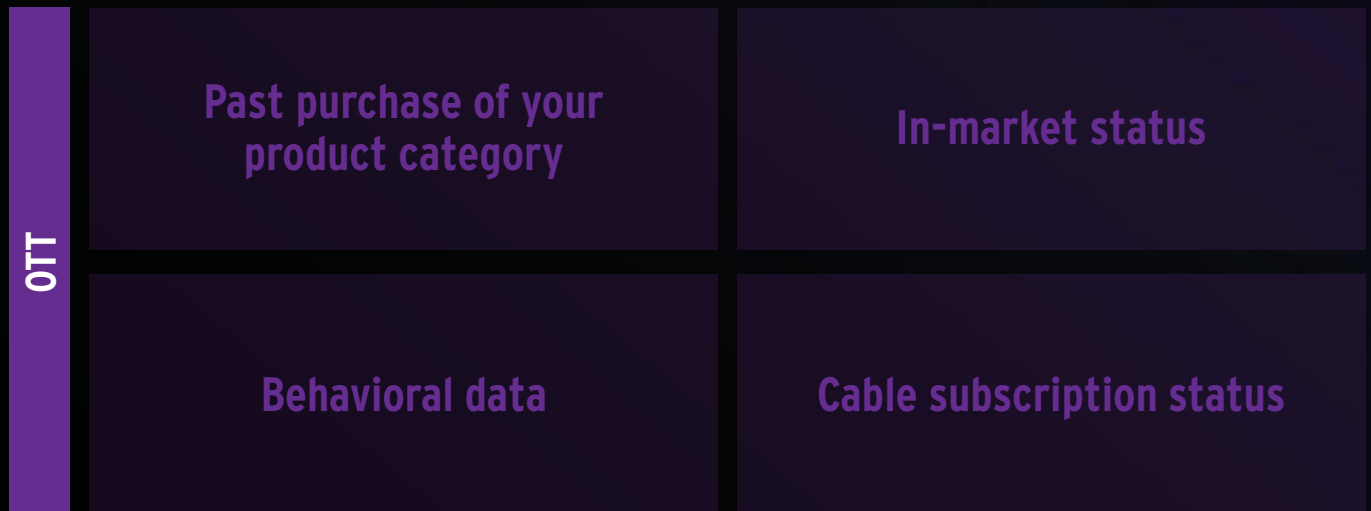 OTT
Past purchase of your
product category
In-market status
Behavioral data
Cable subscription status